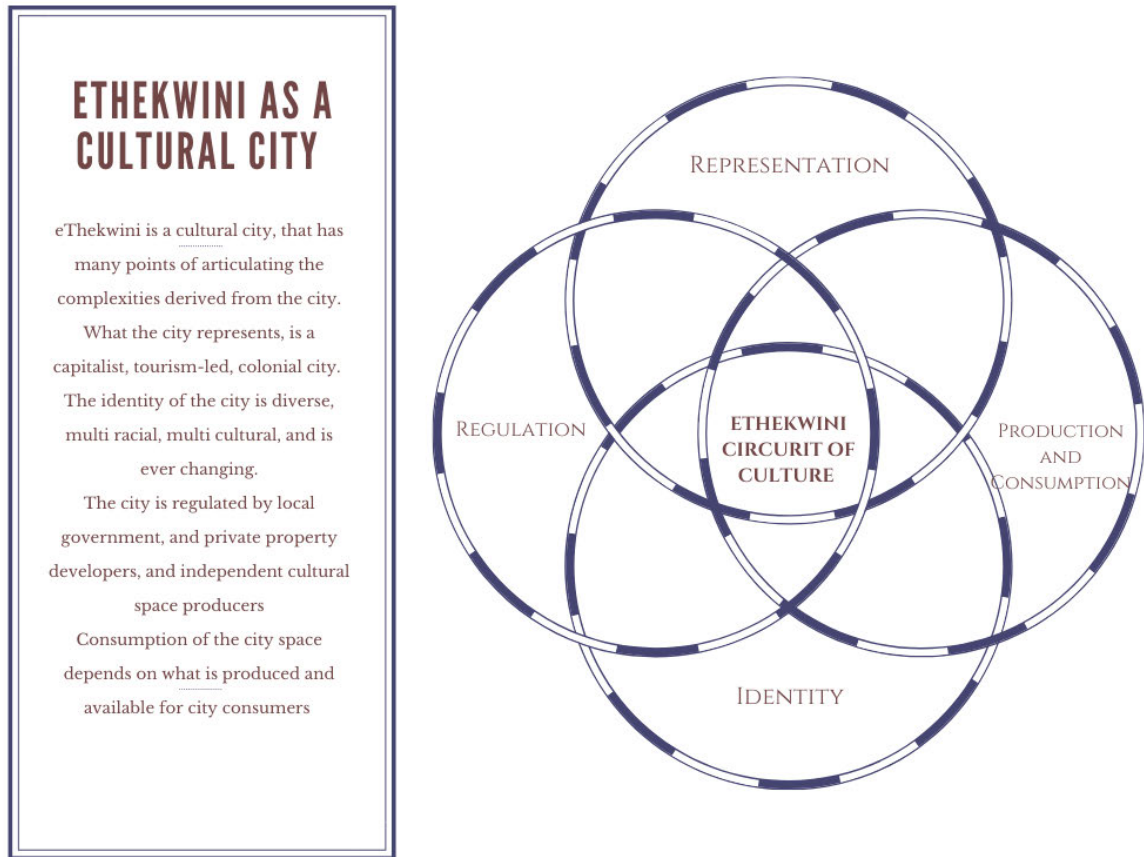 ETHEKWINI AS A
CULTURAL CITY
eThekwini is a cultural city, that has
many points of articulating the
complexities derived from the city.
What the city represents, is a
capitalist, tourism-led, colonial city.
The identity of the city is diverse,
multi racial, multi cultural, and is
ever changing.
The city is regulated by local
government, and private property
developers, and independent cultural
space producers
Consumption of the city space
depends on what is produced and
available for city consumers
REPRESENTATION
REGULATION
ETHEKWINI
CIRCURIT OF
CULTURE
PRODUCTION
AND
CONSUMPTION
IDENTITY